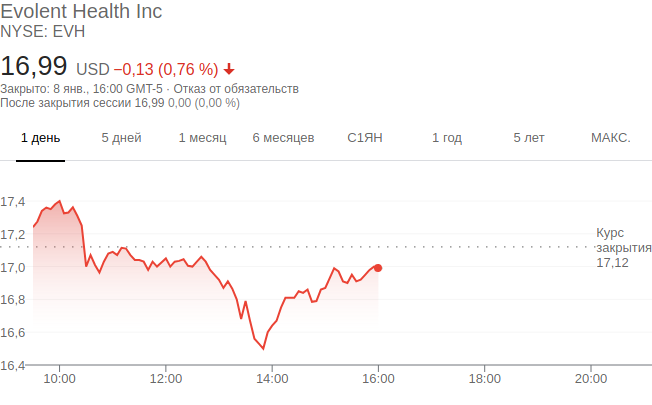 Evolent Health Inc
NYSE: EVH
16,99 USD −0,13 (0,76 %)
Закрыто: 8 янв., 16:00 GMT-5 · Отказ от обязательств
После закрытия сессии 16,99 0,00 (0,00 %)
1 день 5 дней 1 месяц 6 месяцев С1ЯН 1 год 5 лет МАКС.
17,4
17,2
17,0
16,8
16,6
16,4
Курс
закрытия
17,12
10:00 12:00 14:00 16:00 18:00 20:00